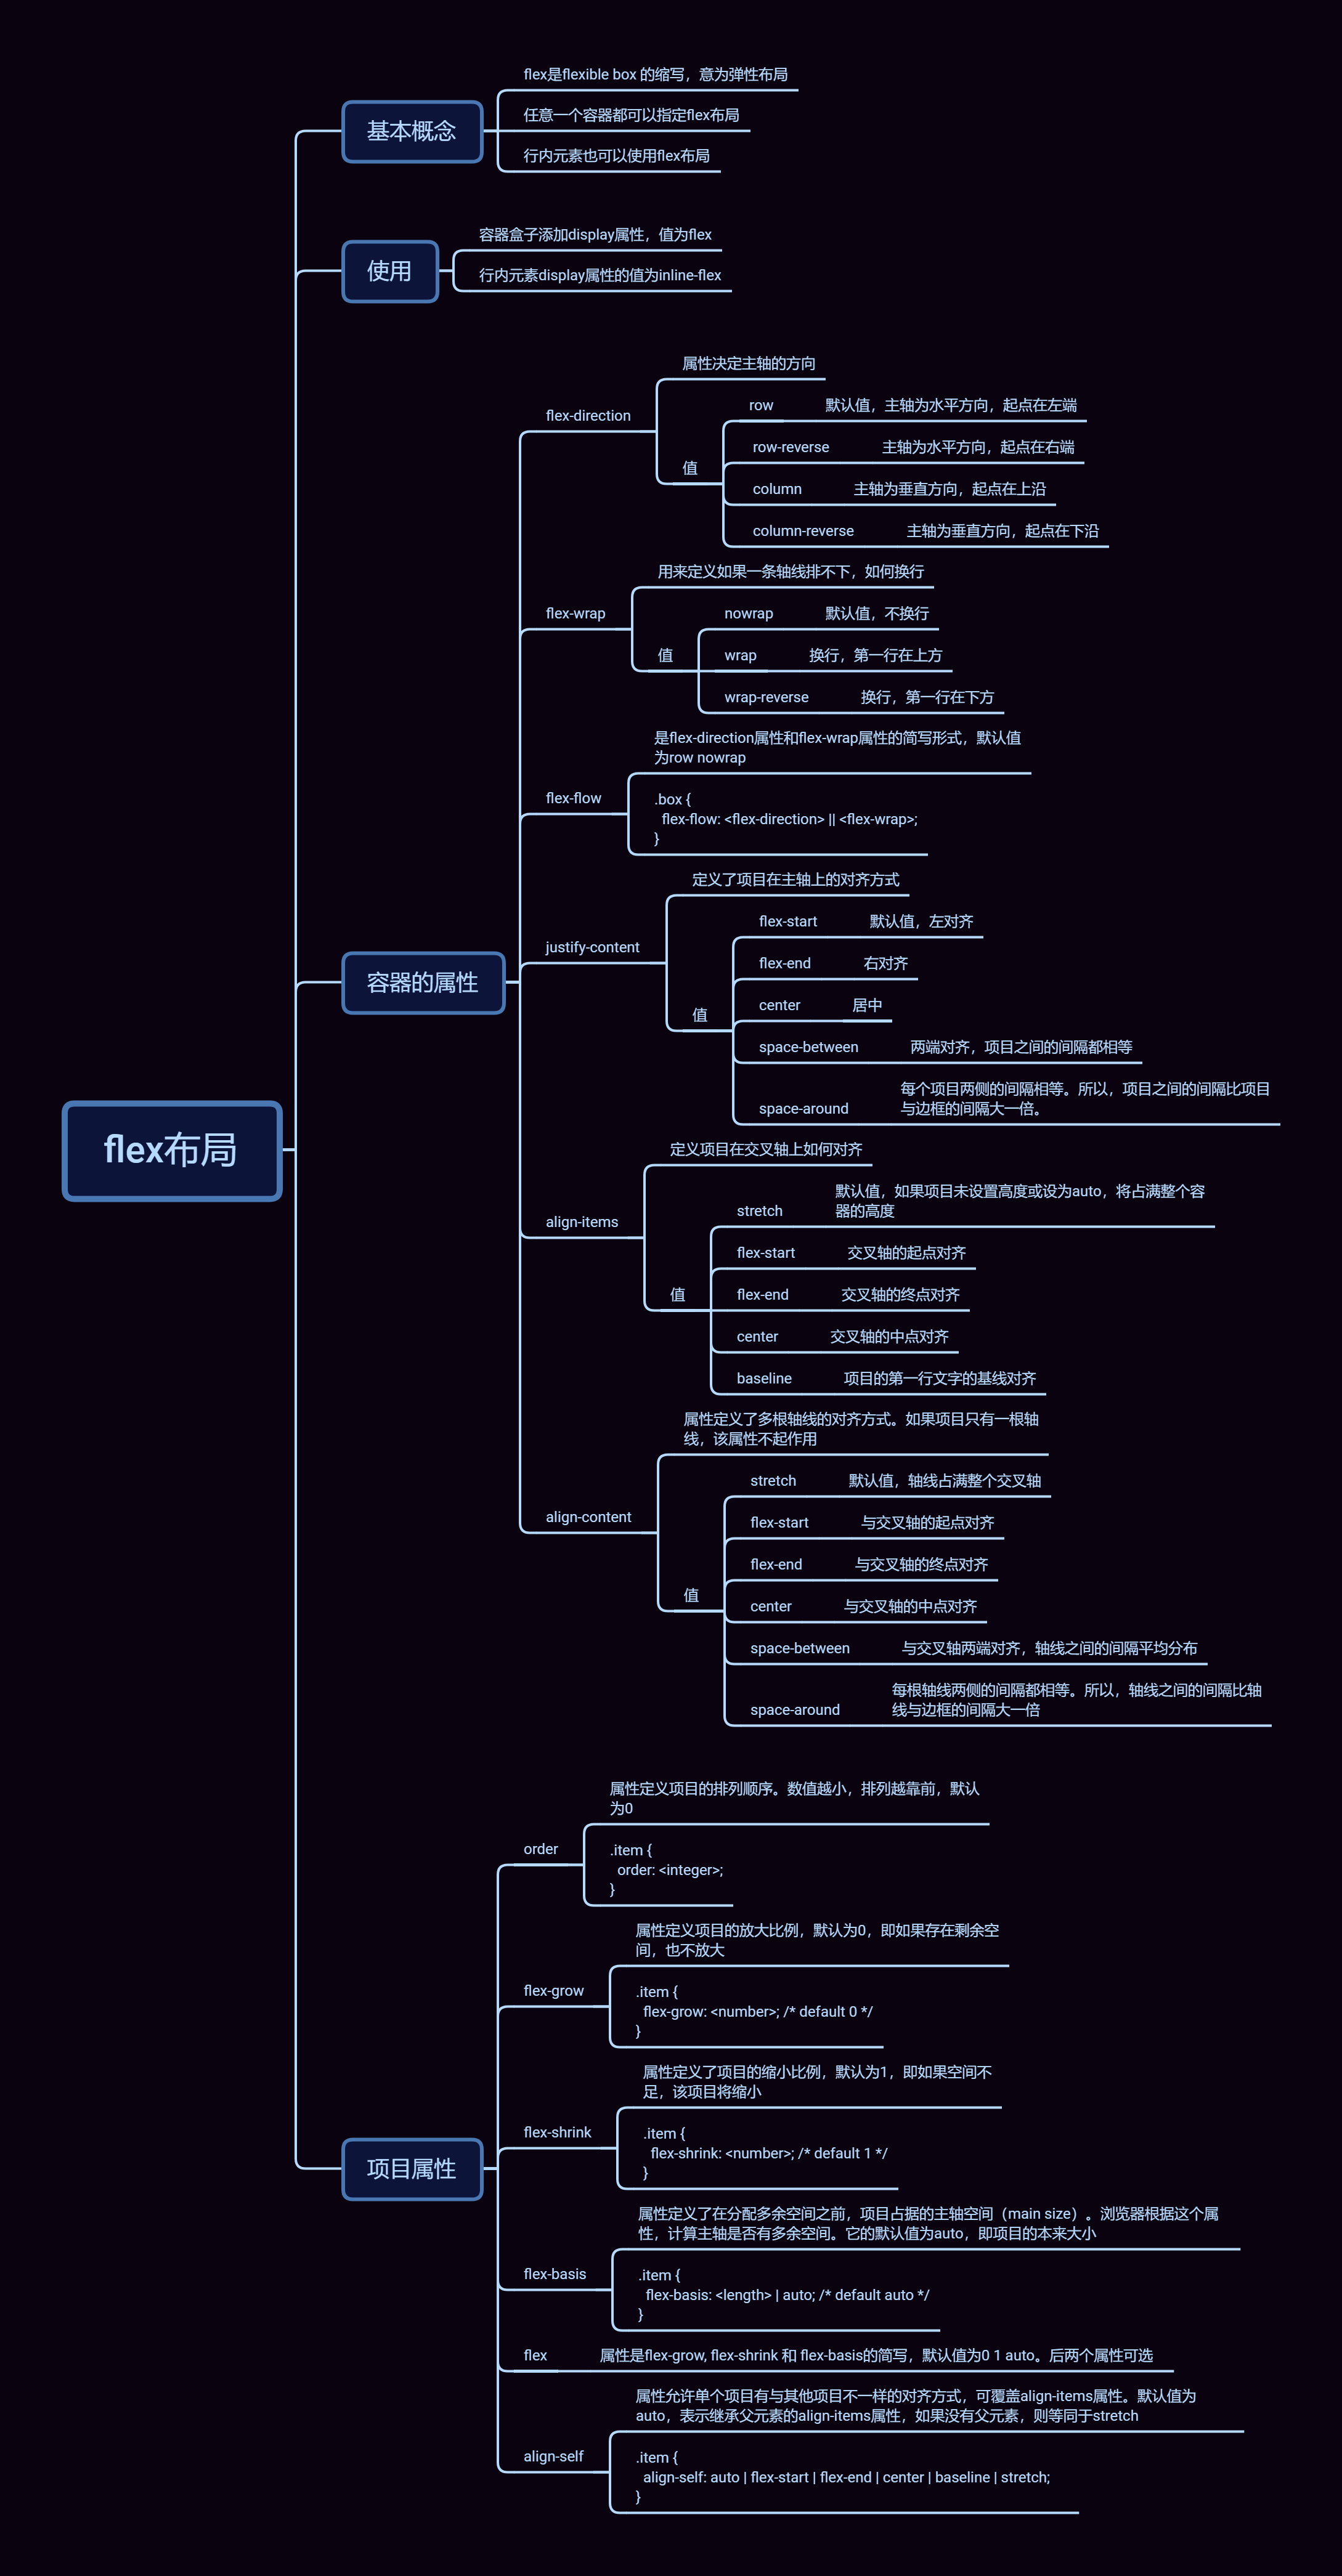 flex布局
基本概念
flex是flexible box 的缩写，意为弹性布局
任意一个容器都可以指定flex布局
行内元素也可以使用flex布局
使用
容器盒子添加display属性，值为flex
行内元素display属性的值为inline-flex
容器的属性
flex-direction
属性决定主轴的方向
值
row 默认值，主轴为水平方向，起点在左端
row-reverse 主轴为水平方向，起点在右端
column 主轴为垂直方向，起点在上沿
column-reverse 主轴为垂直方向，起点在下沿
flex-wrap
用来定义如果一条轴线排不下，如何换行
值
nowrap 默认值，不换行
wrap 换行，第一行在上方
wrap-reverse 换行，第一行在下方
flex-flow
是flex-direction属性和flex-wrap属性的简写形式，默认值
为row nowrap
.box {
flex-flow: <flex-direction> || <flex-wrap>;
}
justify-content
定义了项目在主轴上的对齐方式
值
flex-start 默认值，左对齐
flex-end 右对齐
center 居中
space-between 两端对齐，项目之间的间隔都相等
space-around
每个项目两侧的间隔相等。所以，项目之间的间隔比项目
与边框的间隔大一倍。
align-items
定义项目在交叉轴上如何对齐
值
stretch
默认值，如果项目未设置高度或设为auto，将占满整个容
器的高度
flex-start 交叉轴的起点对齐
flex-end 交叉轴的终点对齐
center 交叉轴的中点对齐
baseline 项目的第一行文字的基线对齐
align-content
属性定义了多根轴线的对齐方式。如果项目只有一根轴
线，该属性不起作用
值
stretch 默认值，轴线占满整个交叉轴
flex-start 与交叉轴的起点对齐
flex-end 与交叉轴的终点对齐
center 与交叉轴的中点对齐
space-between 与交叉轴两端对齐，轴线之间的间隔平均分布
space-around
每根轴线两侧的间隔都相等。所以，轴线之间的间隔比轴
线与边框的间隔大一倍
项目属性
order
属性定义项目的排列顺序。数值越小，排列越靠前，默认
为0
.item {
order: <integer>;
}
flex-grow
属性定义项目的放大比例，默认为0，即如果存在剩余空
间，也不放大
.item {
flex-grow: <number>; /* default 0 */
}
flex-shrink
属性定义了项目的缩小比例，默认为1，即如果空间不
足，该项目将缩小
.item {
flex-shrink: <number>; /* default 1 */
}
flex-basis
属性定义了在分配多余空间之前，项目占据的主轴空间（main size）。浏览器根据这个属
性，计算主轴是否有多余空间。它的默认值为auto，即项目的本来大小
.item {
flex-basis: <length> | auto; /* default auto */
}
flex 属性是flex-grow, flex-shrink 和 flex-basis的简写，默认值为0 1 auto。后两个属性可选
align-self
属性允许单个项目有与其他项目不一样的对齐方式，可覆盖align-items属性。默认值为
auto，表示继承父元素的align-items属性，如果没有父元素，则等同于stretch
.item {
align-self: auto | flex-start | flex-end | center | baseline | stretch;
}